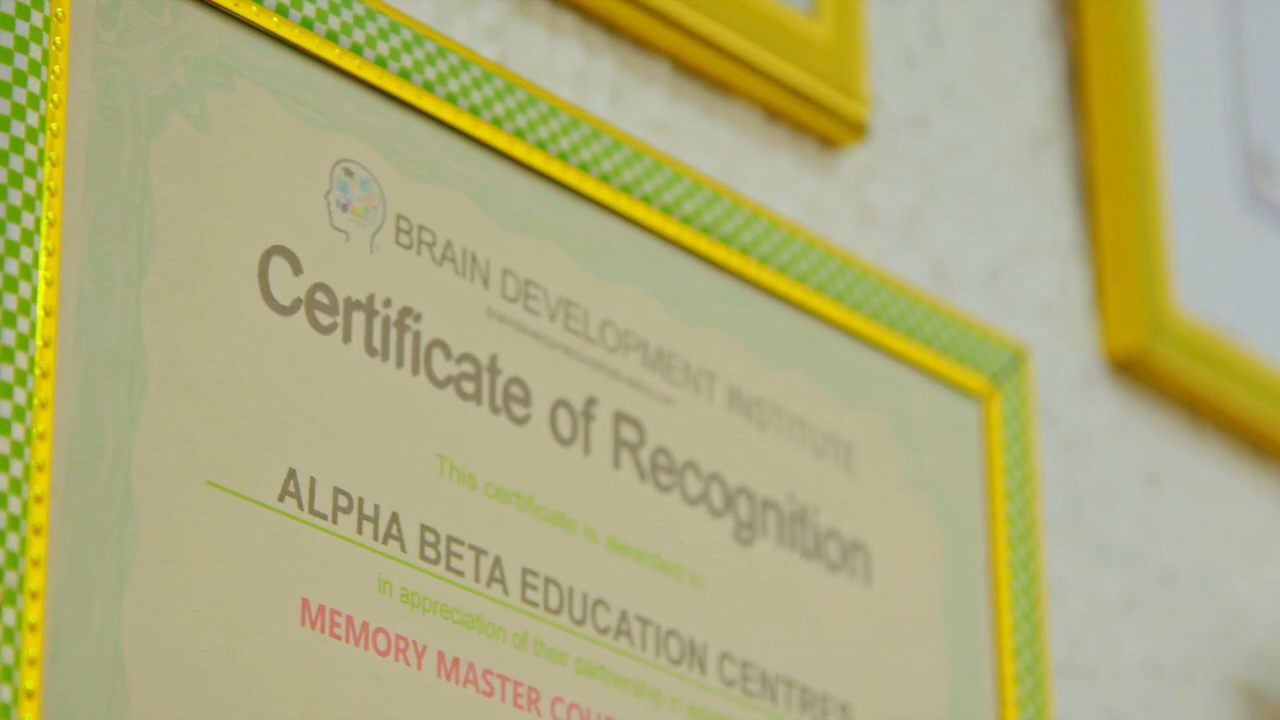 BRAIN DEVELOPMENT INSTITUTE
Certificate of Recognition
This certificate is awarded to
ALPHA BETA EDUCATION CENTRES
in appreciation of their partnership
MEMORY MASTER